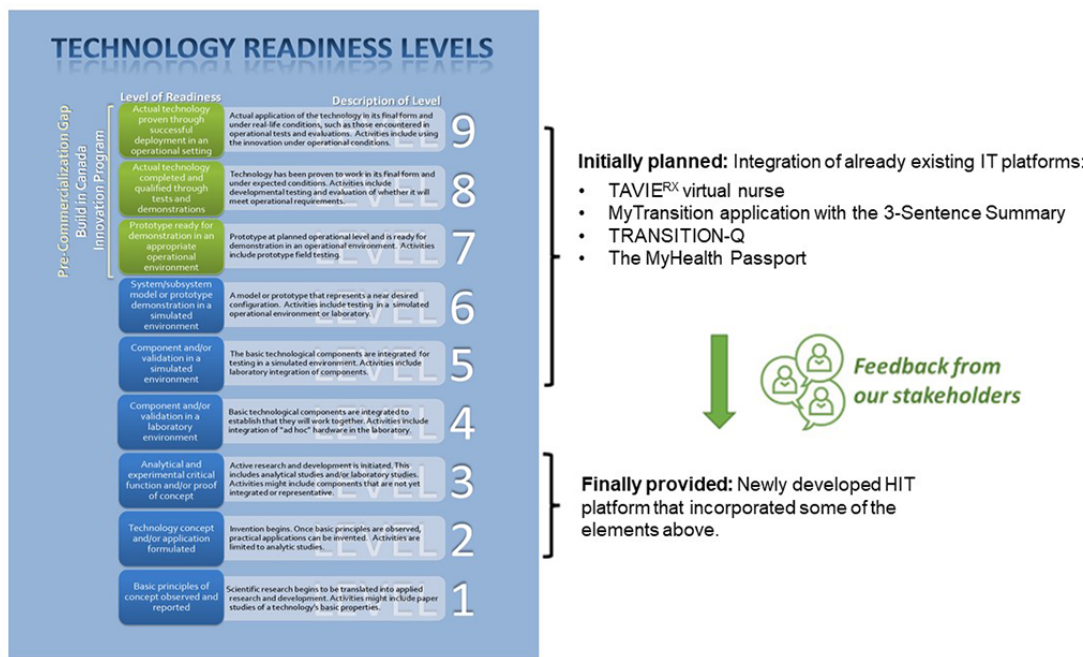 TECHNOLOGY READINESS LEVELS
Pre-Commercialization Gap
Build in Canada
Innovation Program
Level of Readiness
Description of Level
Actual technology
proven through
successful
deployment in an
operational setting
Actual application of the technology in its final form and
under real-life conditions, such as those encountered in
operational tests and evaluations. Activities include using
the innovation under operational conditions.
LEVEL 9
Actual technology
completed and
qualified through
tests and
demonstrations
Technology has been proven to work in its final form and
under expected conditions. Activities include
developmental testing and evaluation of whether it will
meet operational requirements.
LEVEL 8
Prototype ready for
demonstration in an
appropriate
operational
environment
Prototype at planned operational level and is ready for
demonstration in an operational environment. Activities
include prototype field testing.
LEVEL 7
System/subsystem
model or prototype
demonstration in a
simulated
environment
A model or prototype that represents a near desired
configuration. Activities include testing in a simulated
operational environment or laboratory.
LEVEL 6
Component and/or
validation in a
simulated
environment
The basic technological components are integrated for
testing in a simulated environment. Activities include
laboratory integration of components.
LEVEL 5
Component and/or
validation in a
laboratory
environment
Basic technological components are integrated to
establish that they will work together. Activities include
integration of "ad hoc" hardware in the laboratory.
LEVEL 4
Analytical and
experimental critical
function and/or proof
of concept
Active research and development is initiated. This
includes analytical studies and/or laboratory studies.
Activities might include components that are not yet
integrated or representative.
LEVEL 3
Technology concept
and/or application
formulated
Invention begins. Once basic principles are observed,
practical applications can be invented. Activities are
limited to analytic studies.
LEVEL 2
Basic principles of
concept observed and
reported
Scientific research begins to be translated into applied
research and development. Activities might include paper
studies of a technology's basic properties.
LEVEL 1
Initially planned: Integration of already existing IT platforms:
• TAVIE^RX virtual nurse
• MyTransition application with the 3-Sentence Summary
• TRANSITION-Q
• The MyHealth Passport
Feedback from
our stakeholders
Finally provided: Newly developed HIT
platform that incorporated some of the
elements above.